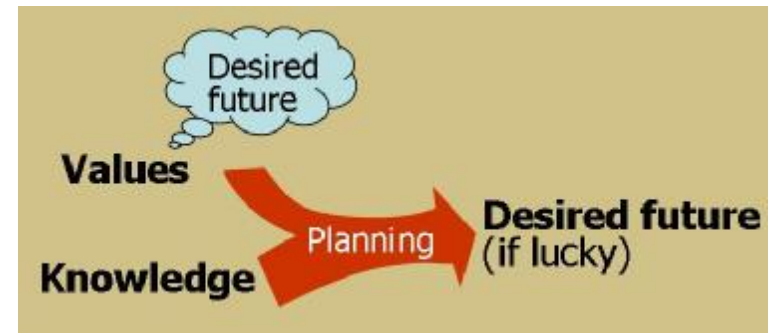 Desired
future
Values
Planning
Desired future
(if lucky)
Knowledge